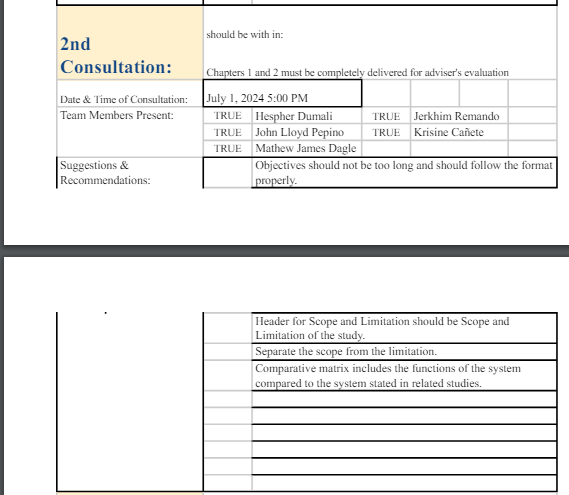 should be with in:
2nd
Consultation:
Chapters 1 and 2 must be completely delivered for adviser's evaluation
Date & Time of Consultation: July 1, 2024 5:00 PM
Team Members Present: TRUE Hespher Dumali TRUE Jerkhim Remando
TRUE John Lloyd Pepino TRUE Krisine Cañete
TRUE Mathew James Dagle
Suggestions & Objectives should not be too long and should follow the format
Recommendations: properly.
Header for Scope and Limitation should be Scope and
Limitation of the study.
Separate the scope from the limitation.
Comparative matrix includes the functions of the system
compared to the system stated in related studies.